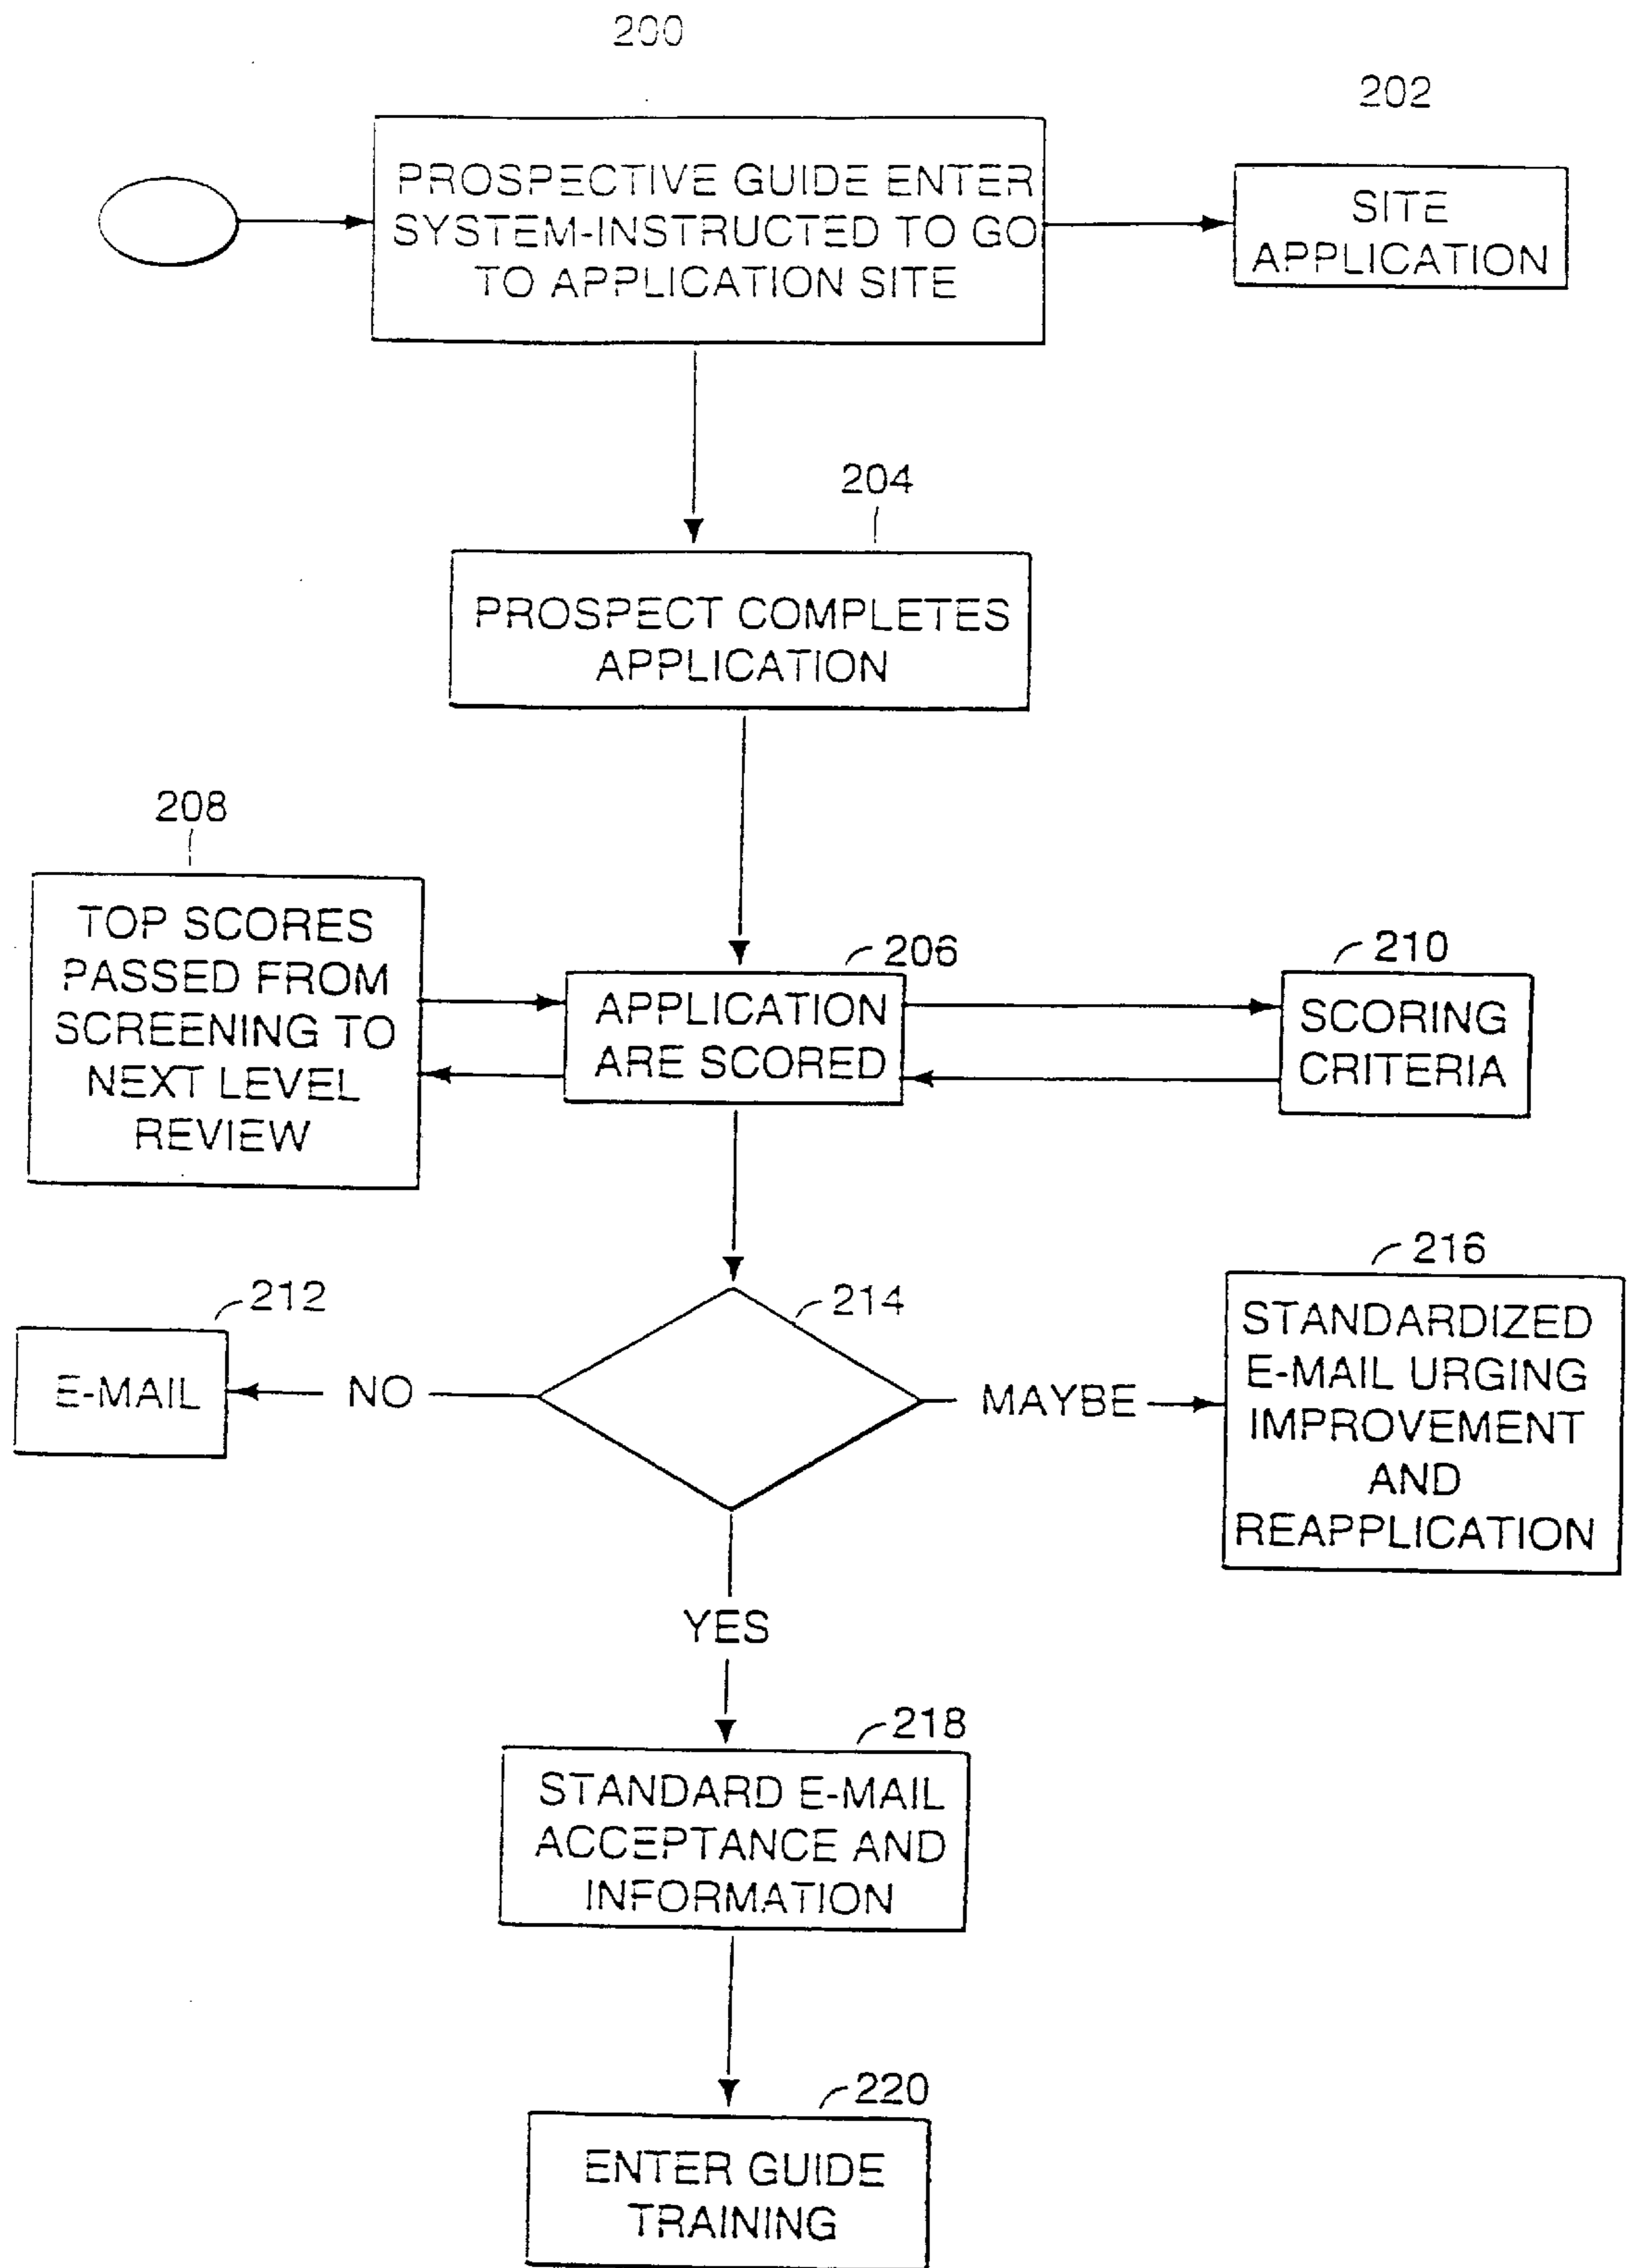 200
202
PROSPECTIVE GUIDE ENTER
SYSTEM-INSTRUCTED TO GO
TO APPLICATION SITE
SITE
APPLICATION
204
PROSPECT COMPLETES
APPLICATION
208
TOP SCORES
PASSED FROM
SCREENING TO
NEXT LEVEL
REVIEW
206
APPLICATION
ARE SCORED
210
SCORING
CRITERIA
212
E-MAIL
NO
214
MAYBE
216
STANDARDIZED
E-MAIL URGING
IMPROVEMENT
AND
REAPPLICATION
YES
218
STANDARD E-MAIL
ACCEPTANCE AND
INFORMATION
220
ENTER GUIDE
TRAINING